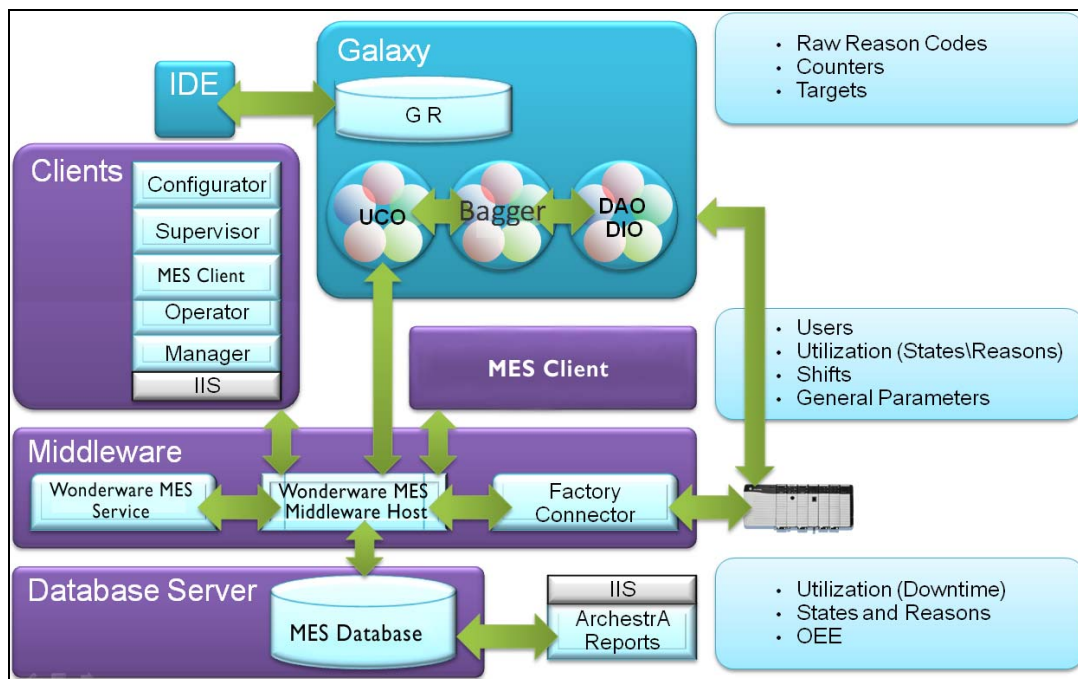 Galaxy
IDE
G R
UCO
Bagger
DAO
DIO
• Raw Reason Codes
• Counters
• Targets
Clients
Configurator
Supervisor
MES Client
Operator
Manager
IIS
MES Client
• Users
• Utilization (States\Reasons)
• Shifts
• General Parameters
Middleware
Wonderware MES
Service
Wonderware MES
Middleware Host
Factory
Connector
Database Server
MES Database
IIS
ArchestrA
Reports
• Utilization (Downtime)
• States and Reasons
• OEE